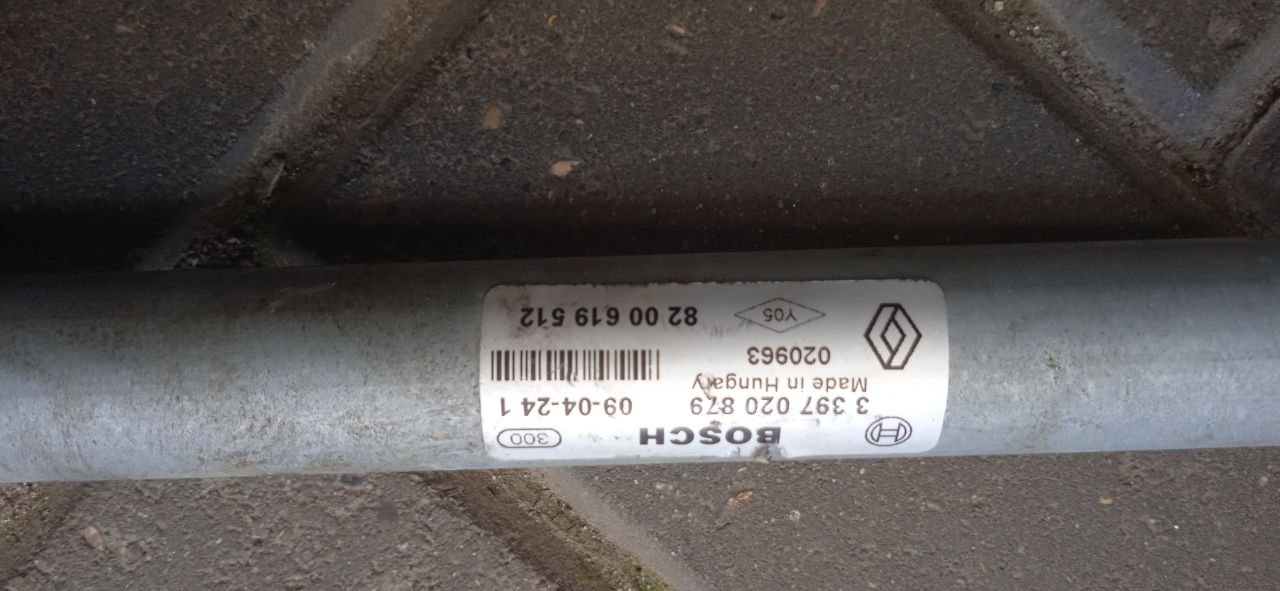 BOSCH 300
3 397 020 879 09-04-24 1
Made in Hungary
020963
Y05 82 00 619 512